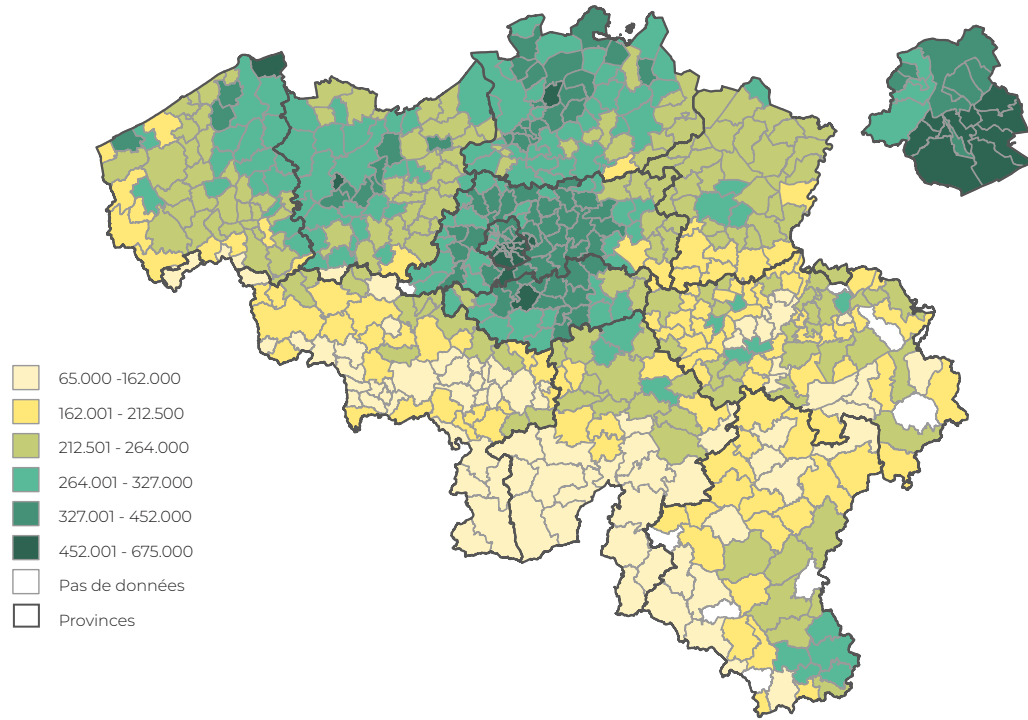 65.000 -162.000
162.001 - 212.500
212.501 - 264.000
264.001 - 327.000
327.001 - 452.000
452.001 - 675.000
Pas de données
Provinces